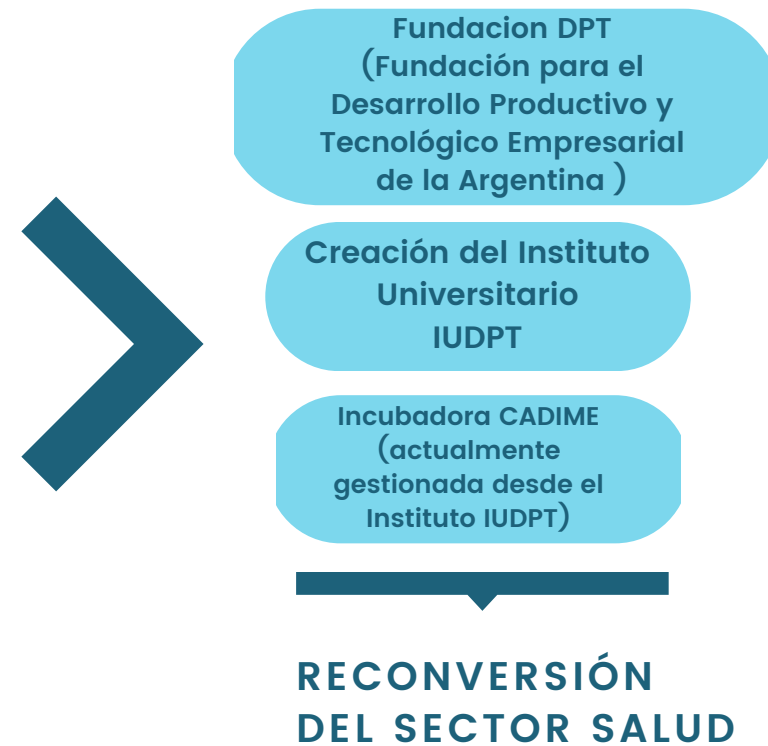 Fundacion DPT
(Fundación para el
Desarrollo Productivo y
Tecnológico Empresarial
de la Argentina )
Creación del Instituto
Universitario
IUDPT
Incubadora CADIME
(actualmente
gestionada desde el
Instituto IUDPT)
RECONVERSIÓN
DEL SECTOR SALUD